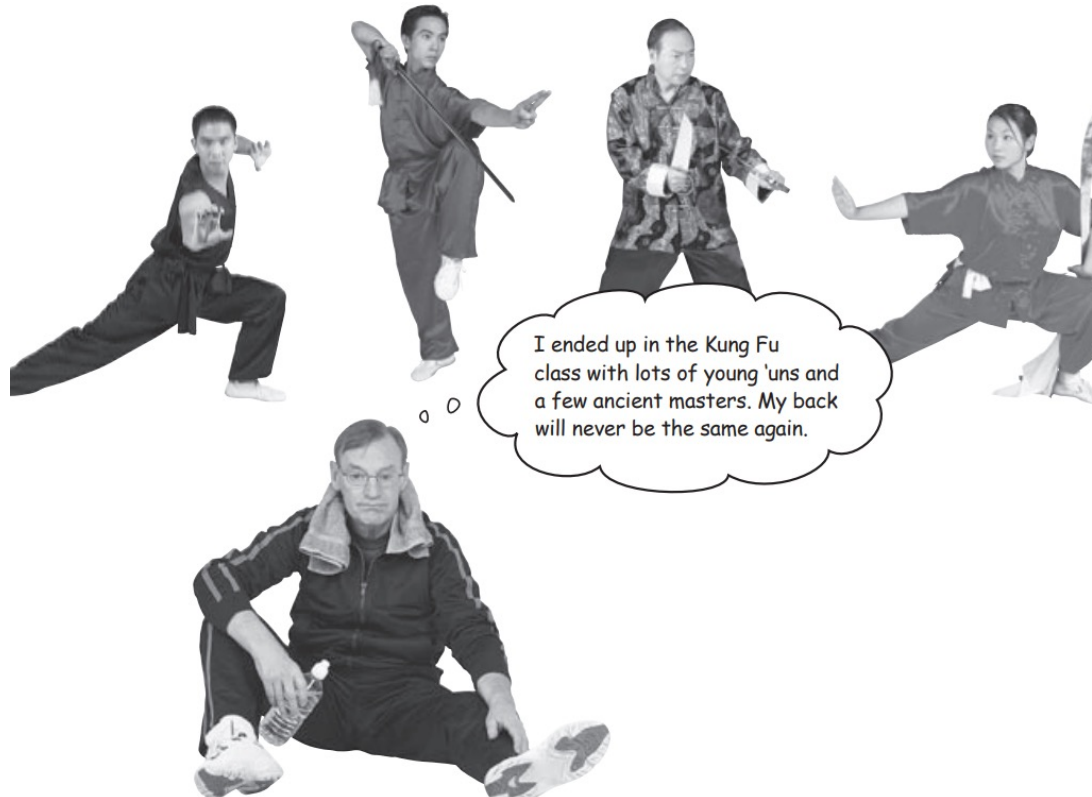 I ended up in the Kung Fu
class with lots of young ‘uns and
a few ancient masters. My back
will never be the same again.